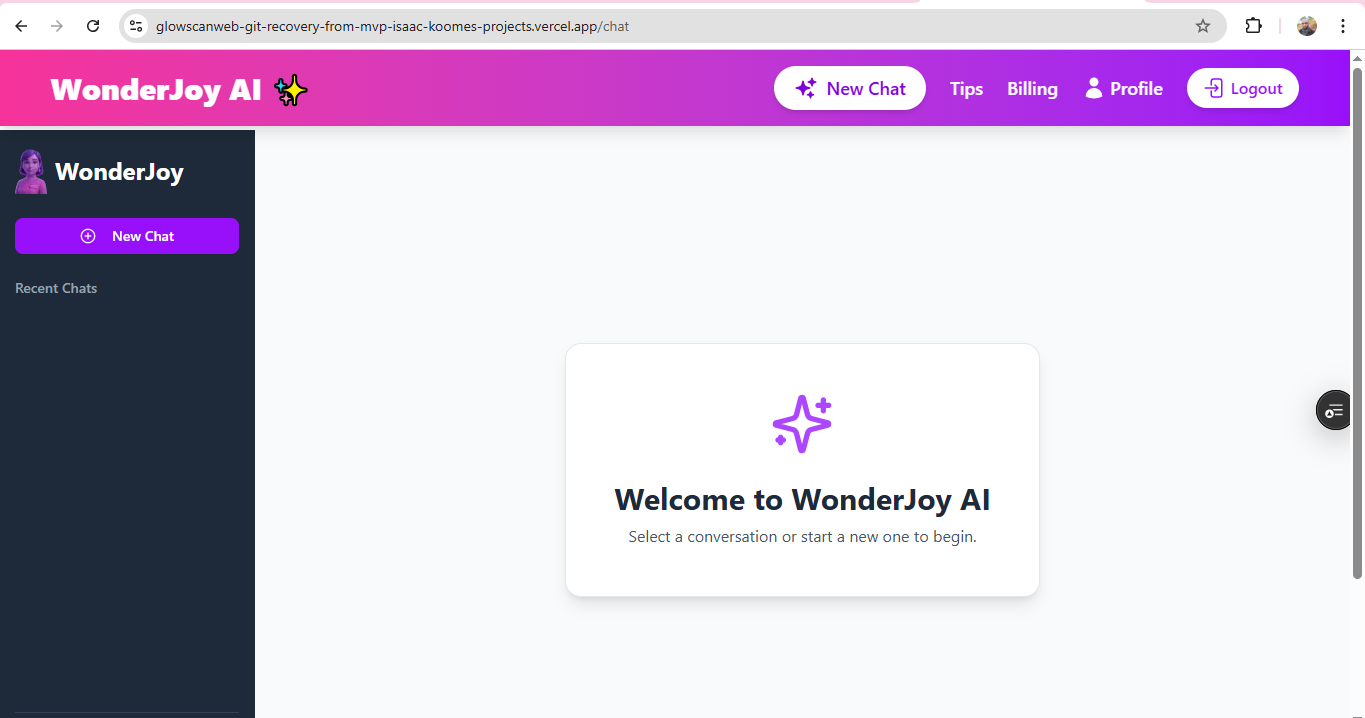 glowscanweb-git-recovery-from-mvp-isaac-koomes-projects.vercel.app/chat
WonderJoy AI ✨ New Chat Tips Billing Profile Logout
WonderJoy
New Chat
Recent Chats
Welcome to WonderJoy AI
Select a conversation or start a new one to begin.